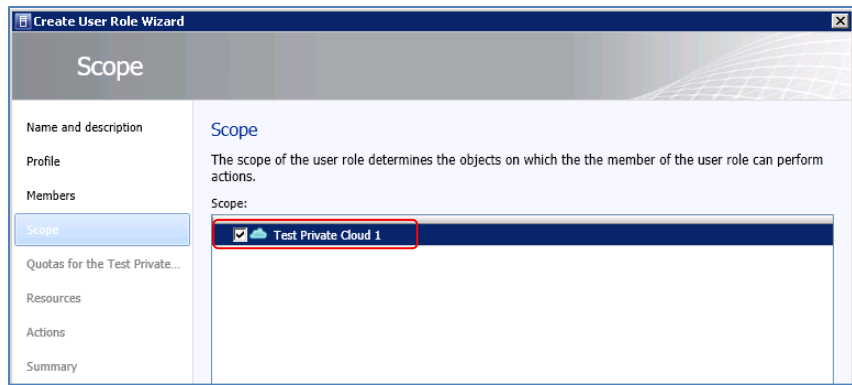 Create User Role Wizard
Scope
Name and description
Profile
Members
Scope
Quotas for the Test Private...
Resources
Actions
Summary
Scope
The scope of the user role determines the objects on which the the member of the user role can perform
actions.
Scope:
Test Private Cloud 1